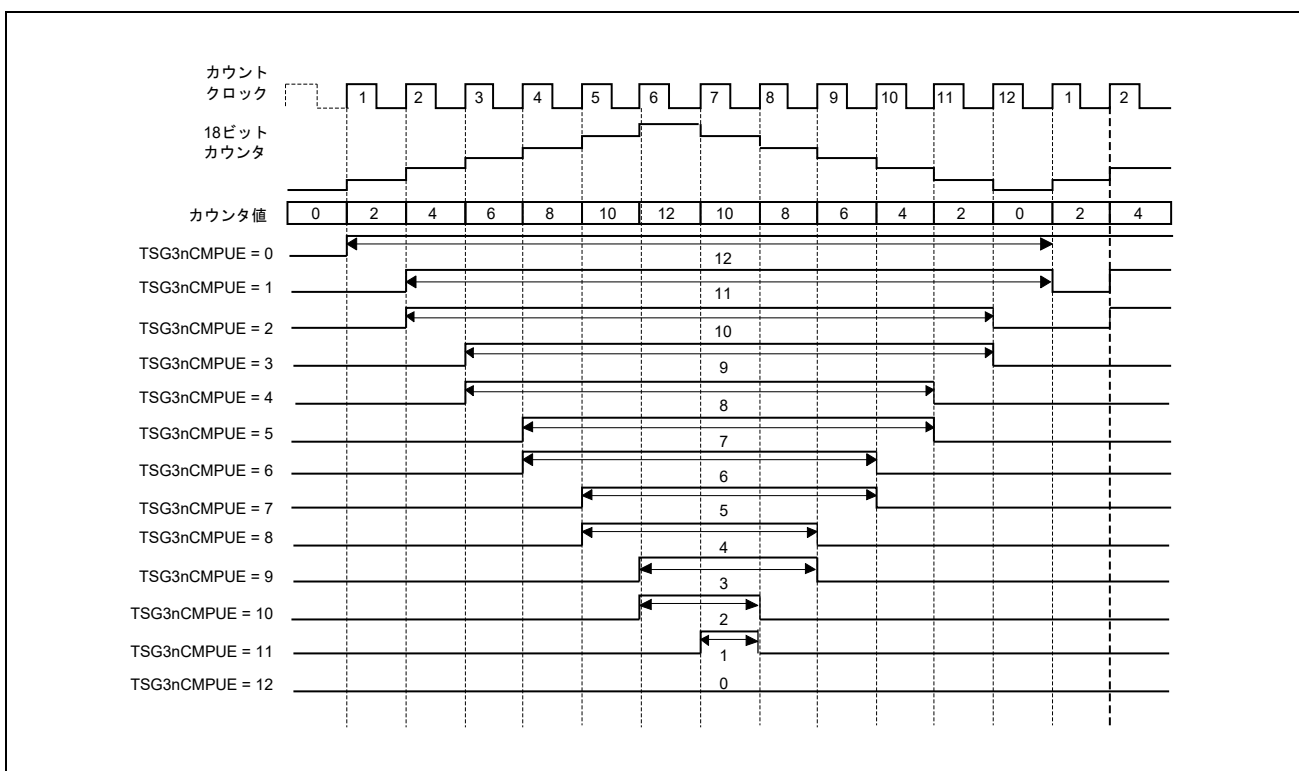 カウント
クロック
1 2 3 4 5 6 7 8 9 10 11 12 1 2
18ビット
カウンタ
カウンタ値 0 2 4 6 8 10 12 10 8 6 4 2 0 2 4
TSG3nCMPUE = 0
12
TSG3nCMPUE = 1
11
TSG3nCMPUE = 2
10
TSG3nCMPUE = 3
9
TSG3nCMPUE = 4
8
TSG3nCMPUE = 5
7
TSG3nCMPUE = 6
6
TSG3nCMPUE = 7
5
TSG3nCMPUE = 8
4
TSG3nCMPUE = 9
3
TSG3nCMPUE = 10
2
TSG3nCMPUE = 11
1
TSG3nCMPUE = 12
0